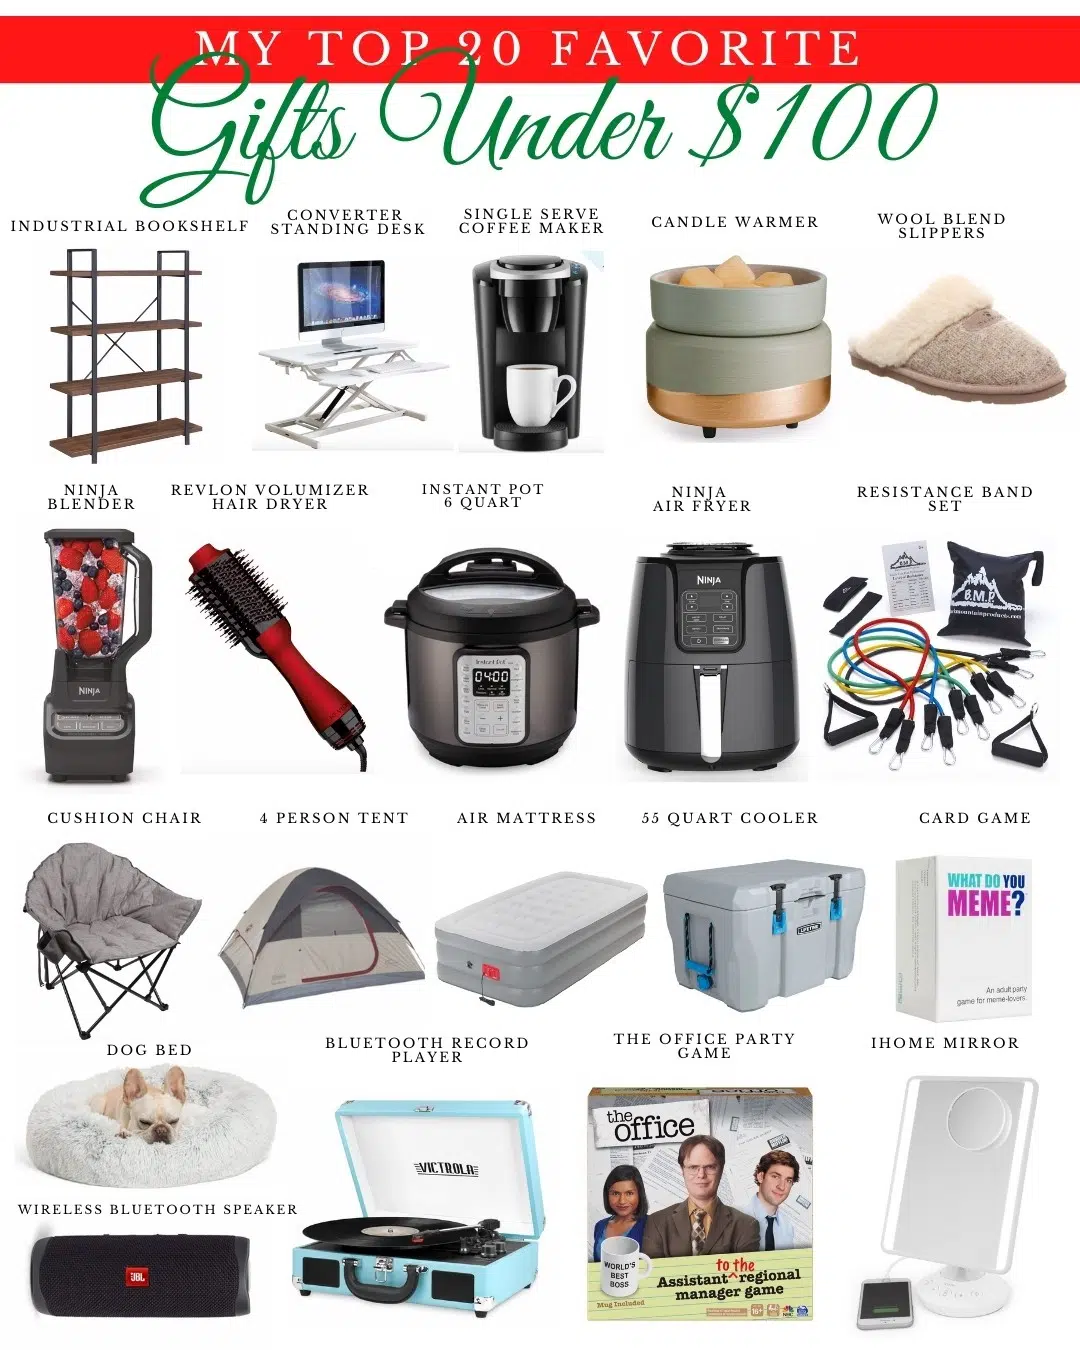 MY TOP 20 FAVORITE
Gifts Under $100
INDUSTRIAL BOOKSHELF
CONVERTER
STANDING DESK
SINGLE SERVE
COFFEE MAKER
CANDLE WARMER
WOOL BLEND
SLIPPERS
NINJA
BLENDER
REVLON VOLUMIZER
HAIR DRYER
INSTANT POT
6 QUART
NINJA
AIR FRYER
RESISTANCE BAND
SET
NINJA
Instant Pot
04:00
NINJA
B.M.P.
CUSHION CHAIR
4 PERSON TENT
AIR MATTRESS
55 QUART COOLER
CARD GAME
LIFETIME
WHAT DO YOU
MEME?
An adult party
game for meme-lovers.
DOG BED
BLUETOOTH RECORD
PLAYER
THE OFFICE PARTY
GAME
IHOME MIRROR
VICTROLA
the
office
WORLD'S
BEST
BOSS
Mug Included
to the
Assistant regional
manager game
16+
NBC
WIRELESS BLUETOOTH SPEAKER
JBL